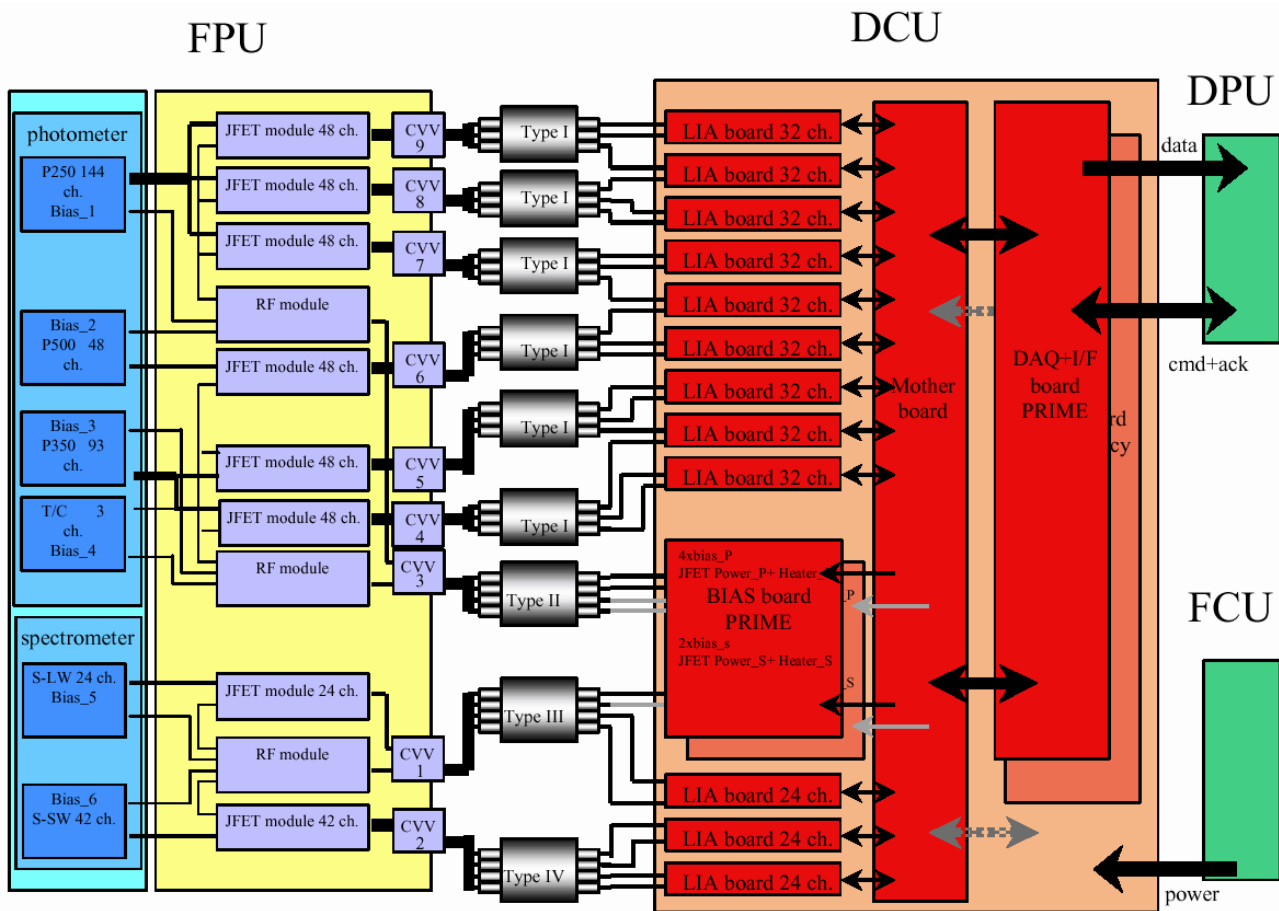 FPU
DCU
DPU
FCU
photometer
P250 144
ch.
Bias_1
Bias_2
P500 48
ch.
Bias_3
P350 93
ch.
T/C 3
ch.
Bias_4
spectrometer
S-LW 24 ch.
Bias_5
Bias_6
S-SW 42 ch.
JFET module 48 ch.
JFET module 48 ch.
JFET module 48 ch.
RF module
JFET module 48 ch.
JFET module 48 ch.
JFET module 48 ch.
RF module
JFET module 24 ch.
RF module
JFET module 42 ch.
CVV
9
CVV
8
CVV
7
CVV
6
CVV
5
CVV
4
CVV
3
CVV
1
CVV
2
Type I
Type I
Type I
Type I
Type I
Type I
Type II
Type III
Type IV
LIA board 32 ch.
LIA board 32 ch.
LIA board 32 ch.
LIA board 32 ch.
LIA board 32 ch.
LIA board 32 ch.
LIA board 32 ch.
LIA board 32 ch.
LIA board 32 ch.
4xbias_P
JFET Power_P+ Heater_
_P
BIAS board
PRIME
2xbias_s
JFET Power_S+ Heater_S
_S
LIA board 24 ch.
LIA board 24 ch.
LIA board 24 ch.
Mother
board
DAQ+I/F
board
PRIME
rd
cy
data
cmd+ack
power